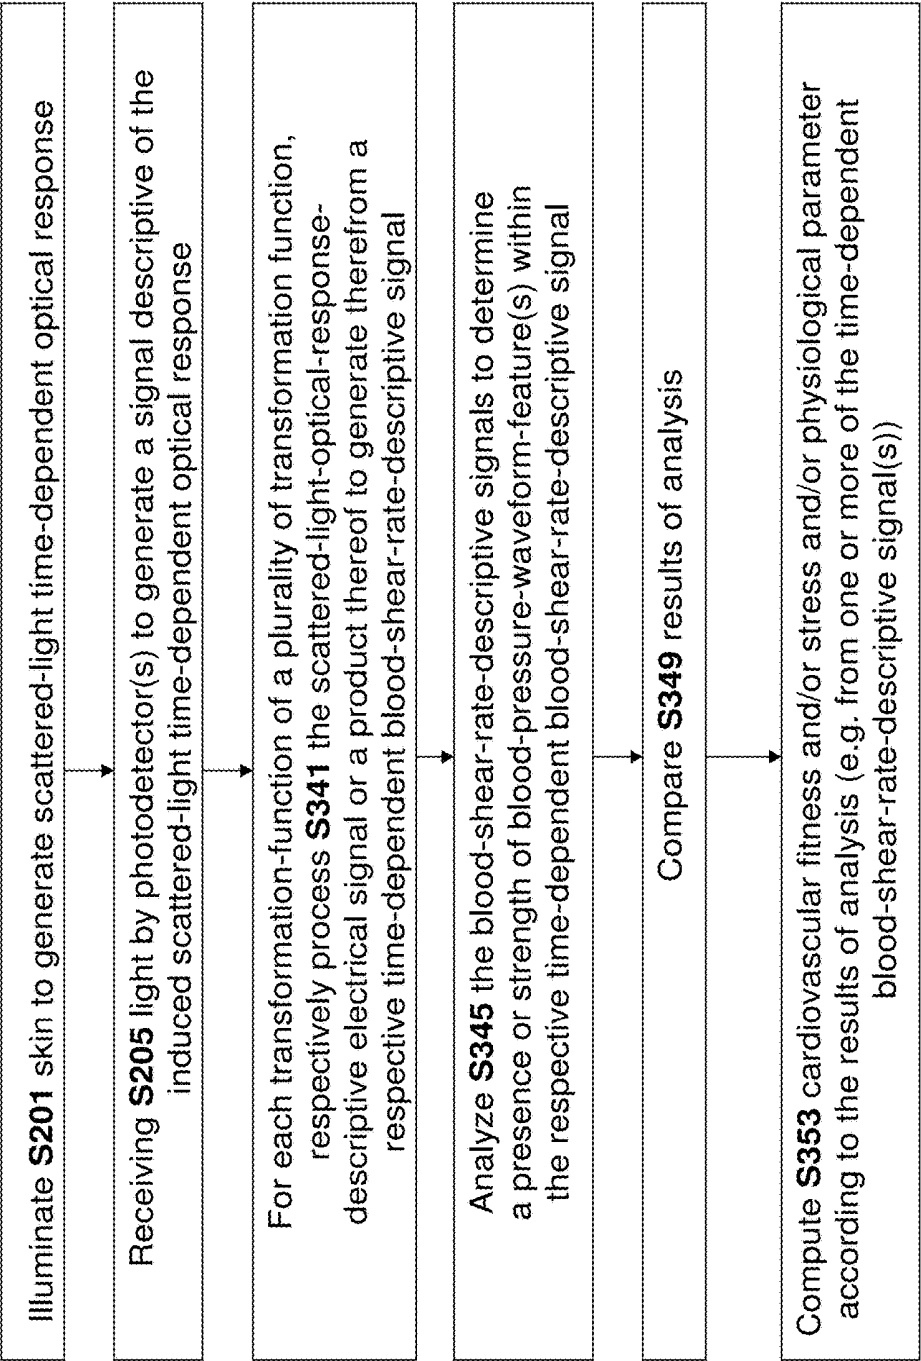 Illuminate S201 skin to generate scattered-light time-dependent optical response
Receiving S205 light by photodetector(s) to generate a signal descriptive of the
induced scattered-light time-dependent optical response
For each transformation-function of a plurality of transformation function,
respectively process S341 the scattered-light-optical-response-
descriptive electrical signal or a product thereof to generate therefrom a
respective time-dependent blood-shear-rate-descriptive signal
Analyze S345 the blood-shear-rate-descriptive signals to determine
a presence or strength of blood-pressure-waveform-feature(s) within
the respective time-dependent blood-shear-rate-descriptive signal
Compare S349 results of analysis
Compute S353 cardiovascular fitness and/or stress and/or physiological parameter
according to the results of analysis (e.g. from one or more of the time-dependent
blood-shear-rate-descriptive signal(s))